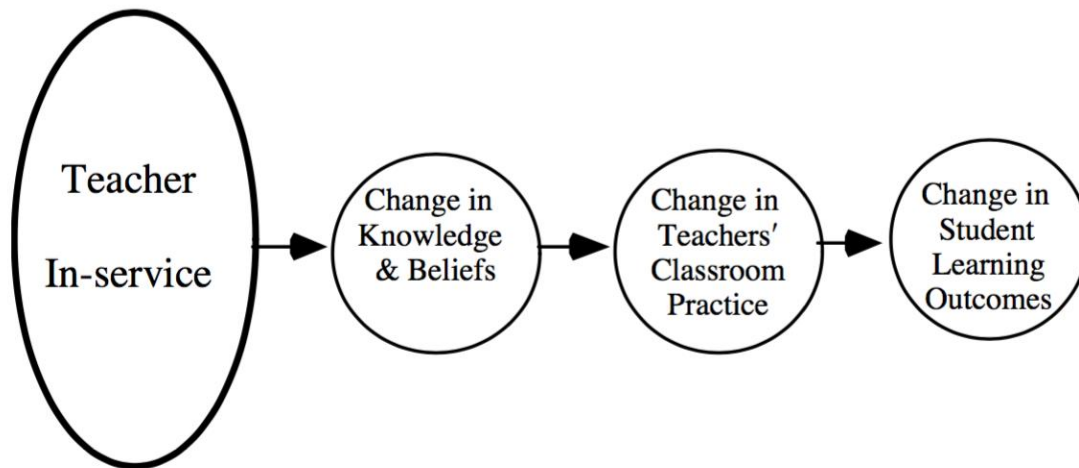 Teacher
In-service
Change in
Knowledge
& Beliefs
Change in
Teachers'
Classroom
Practice
Change in
Student
Learning
Outcomes